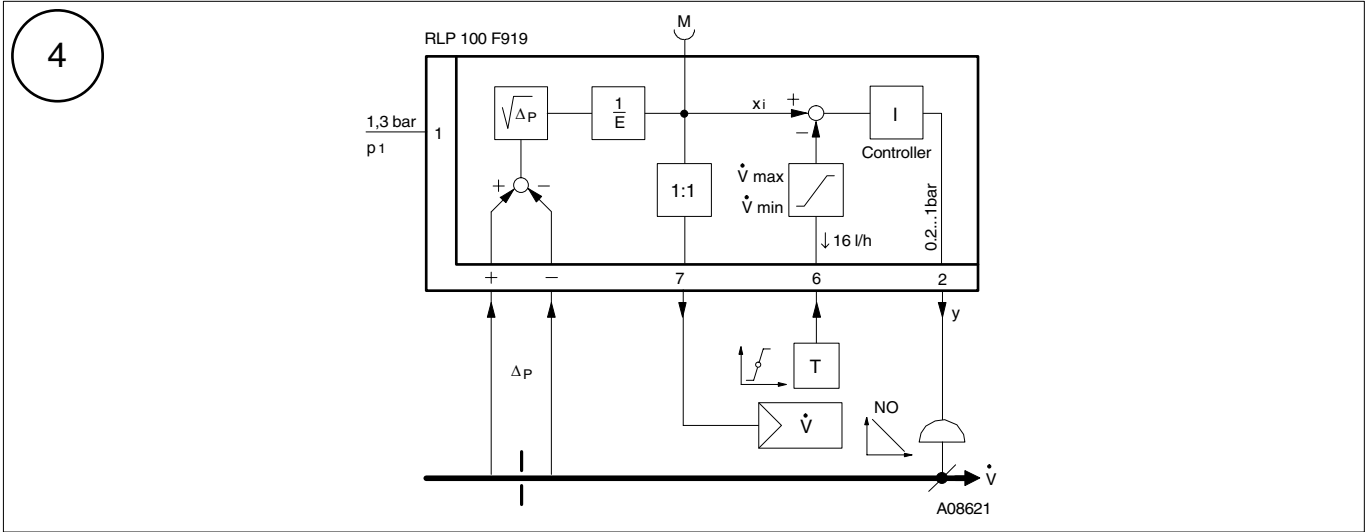 4
M
RLP 100 F919
1,3 bar
p 1
1
√ΔP
1
E
xi
+
−
I
Controller
+ −
1:1
V̇ max
V̇ min
↓ 16 l/h
0.2...1bar
+ − 7 6 2
y
ΔP
T
V̇
NO
V̇
A08621